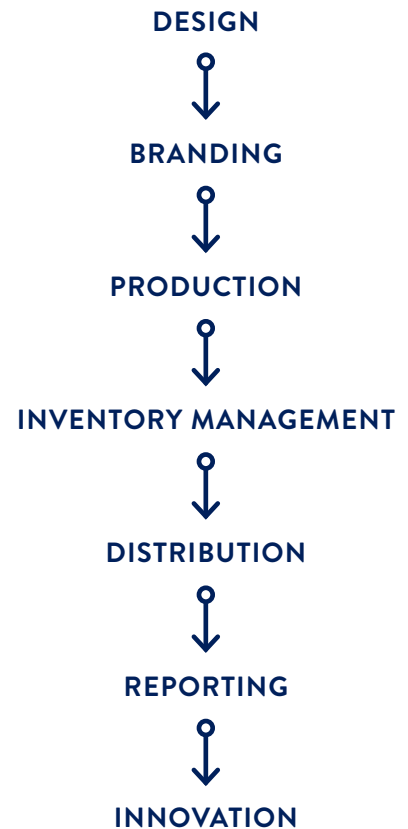 DESIGN
BRANDING
PRODUCTION
INVENTORY MANAGEMENT
DISTRIBUTION
REPORTING
INNOVATION